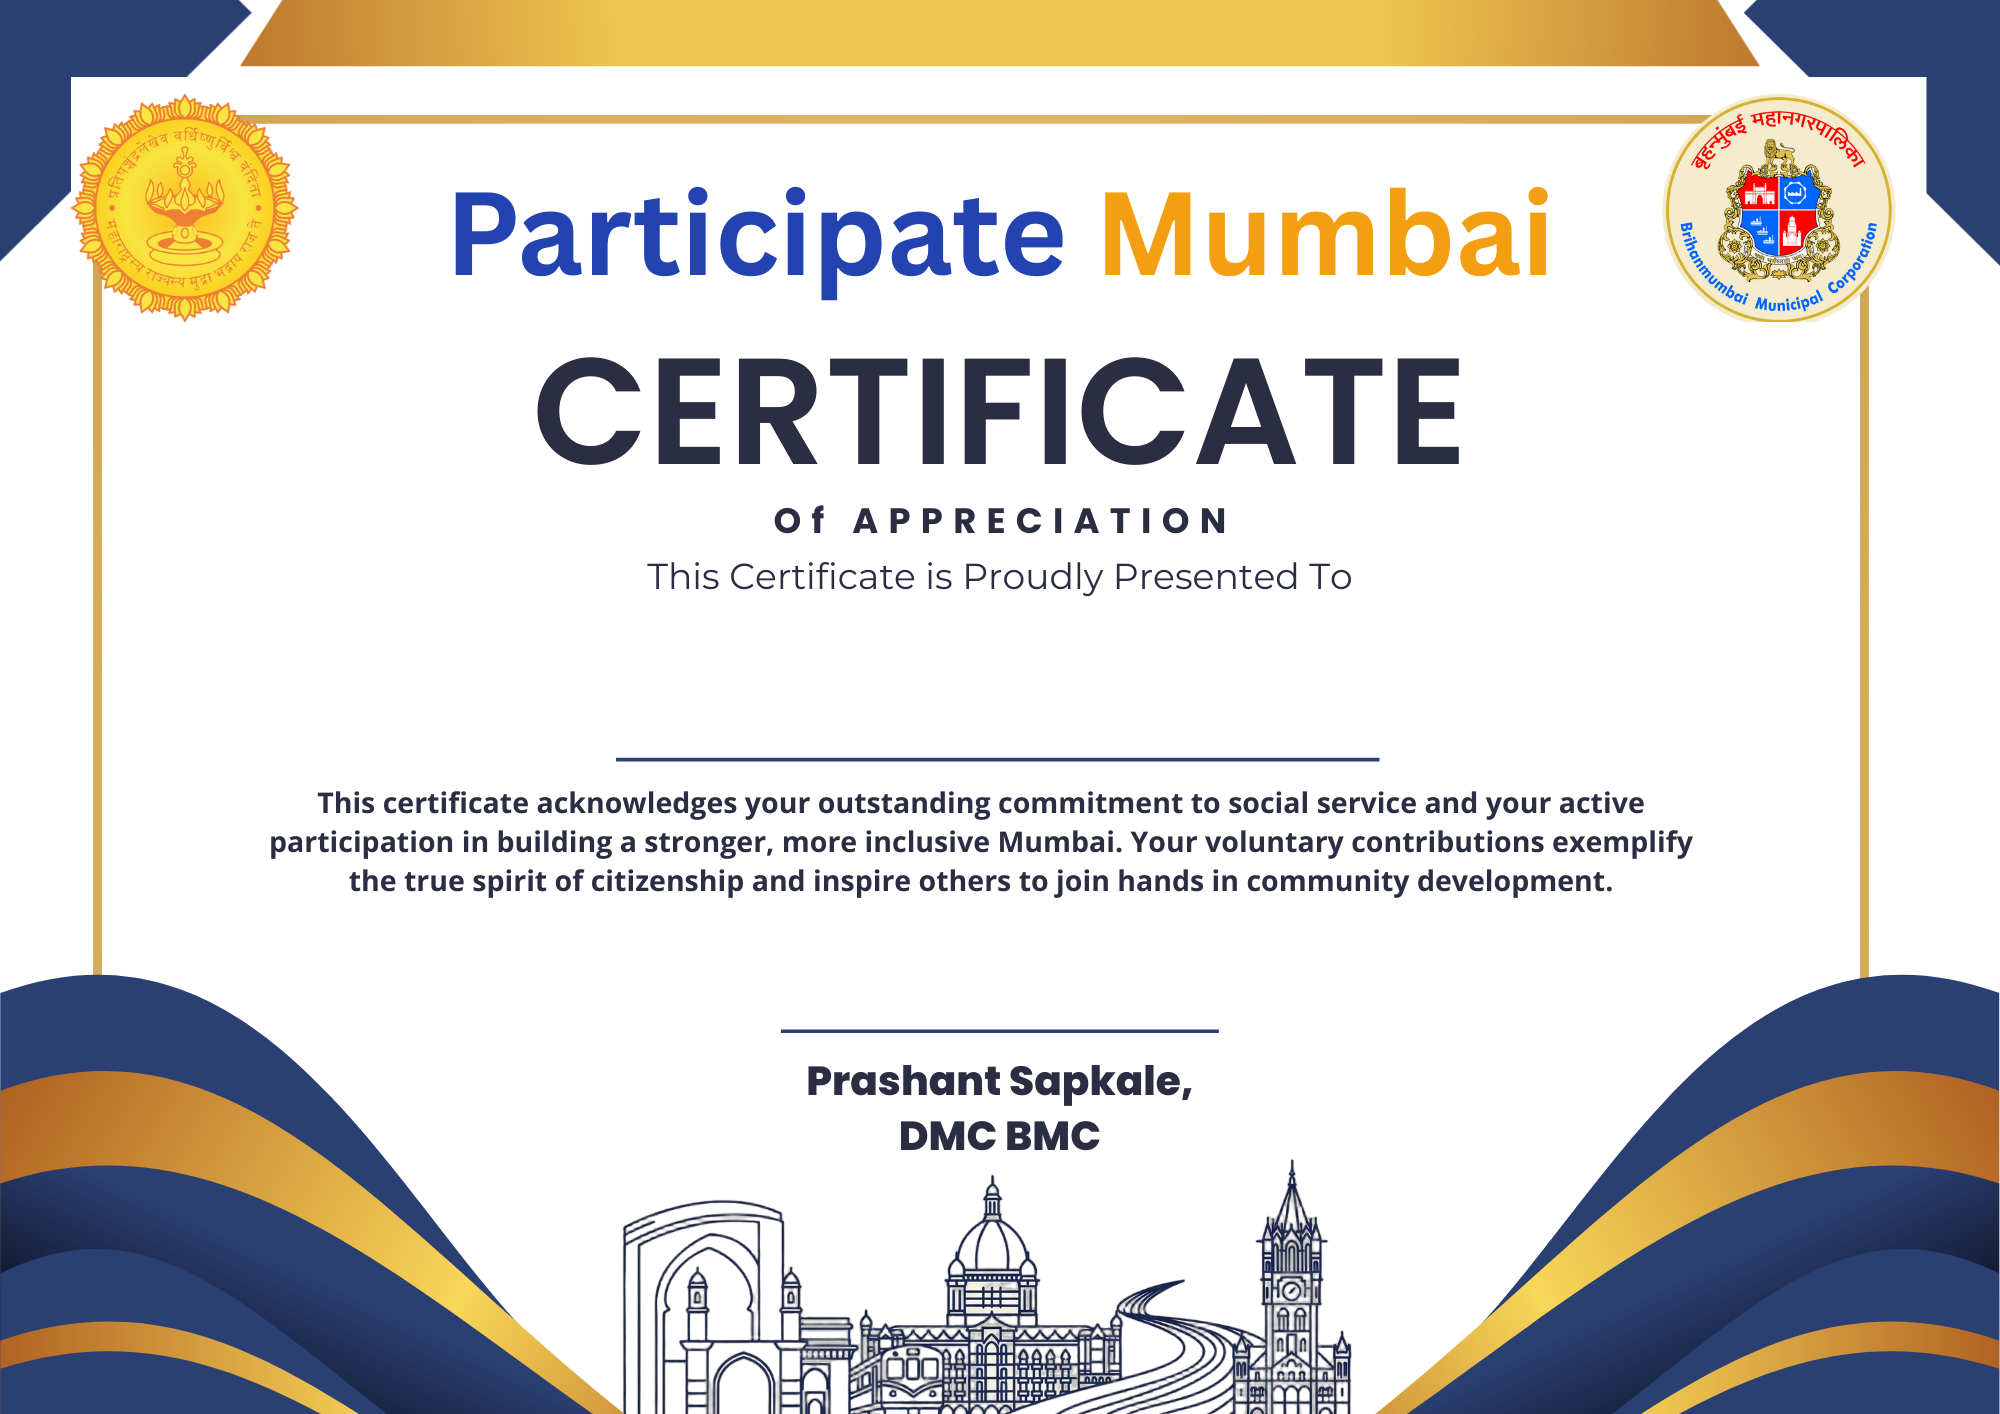 प्रतिपच्चंद्रलेखेव वर्धिष्णुर्विश्व वंदिता
महाराष्ट्रस्य राज्यस्य मुद्रा भद्राय राजते
बृहन्मुंबई महानगरपालिका
Brihanmumbai Municipal Corporation
Participate Mumbai
CERTIFICATE
Of APPRECIATION
This Certificate is Proudly Presented To
This certificate acknowledges your outstanding commitment to social service and your active
participation in building a stronger, more inclusive Mumbai. Your voluntary contributions exemplify
the true spirit of citizenship and inspire others to join hands in community development.
Prashant Sapkale,
DMC BMC